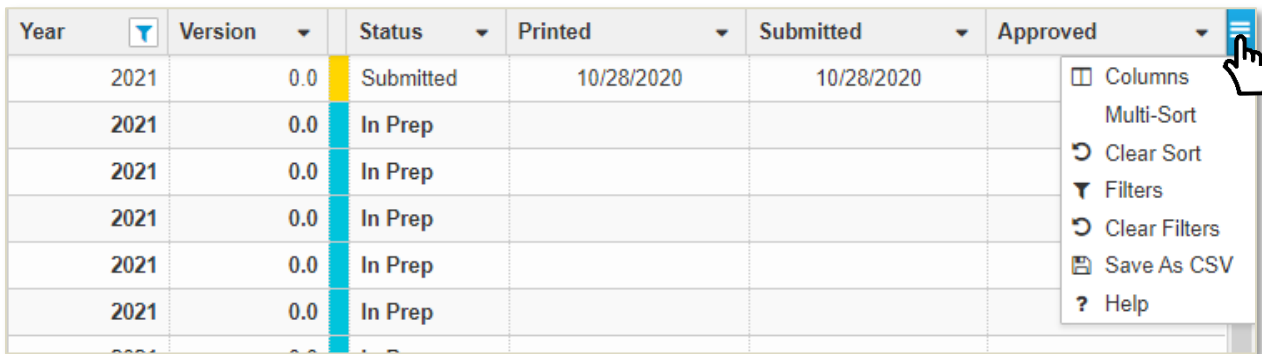 Year Version Status Printed Submitted Approved
2021 0.0 Submitted 10/28/2020 10/28/2020
2021 0.0 In Prep
2021 0.0 In Prep
2021 0.0 In Prep
2021 0.0 In Prep
2021 0.0 In Prep
Columns
Multi-Sort
Clear Sort
Filters
Clear Filters
Save As CSV
? Help